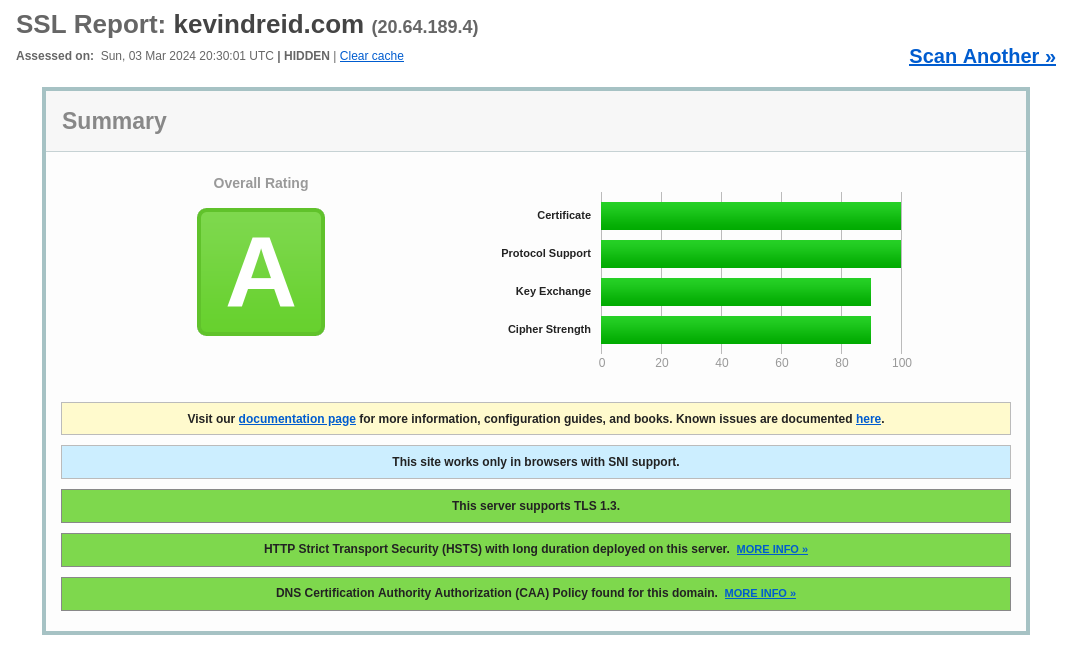 SSL Report: kevindreid.com (20.64.189.4)
Assessed on: Sun, 03 Mar 2024 20:30:01 UTC | HIDDEN | Clear cache
Scan Another »
Summary
Overall Rating
A
Certificate
Protocol Support
Key Exchange
Cipher Strength
0 20 40 60 80 100
Visit our documentation page for more information, configuration guides, and books. Known issues are documented here.
This site works only in browsers with SNI support.
This server supports TLS 1.3.
HTTP Strict Transport Security (HSTS) with long duration deployed on this server. MORE INFO »
DNS Certification Authority Authorization (CAA) Policy found for this domain. MORE INFO »